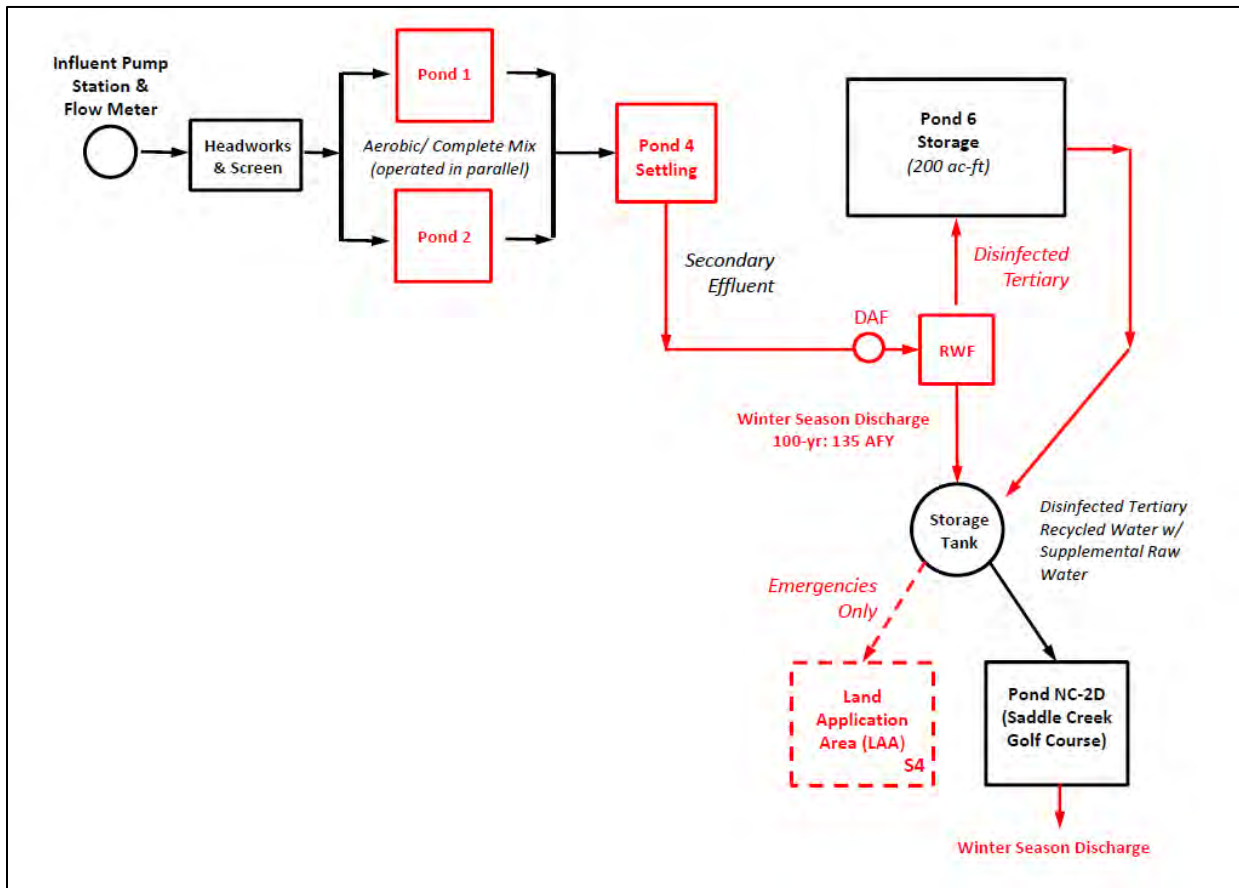 Influent Pump
Station &
Flow Meter
Headworks
& Screen
Pond 1
Aerobic/ Complete Mix
(operated in parallel)
Pond 2
Pond 4
Settling
Secondary
Effluent
Pond 6
Storage
(200 ac-ft)
Disinfected
Tertiary
DAF
RWF
Winter Season Discharge
100-yr: 135 AFY
Storage
Tank
Disinfected Tertiary
Recycled Water w/
Supplemental Raw
Water
Emergencies
Only
Land
Application
Area (LAA)
S4
Pond NC-2D
(Saddle Creek
Golf Course)
Winter Season Discharge